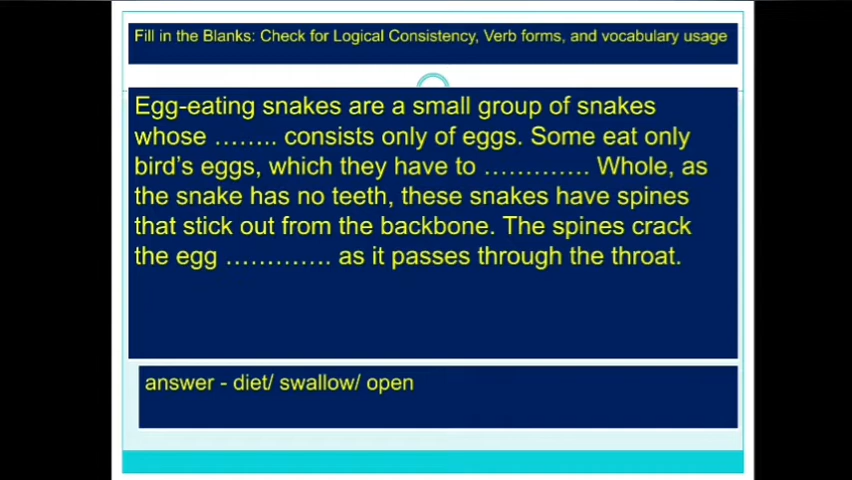 Fill in the Blanks: Check for Logical Consistency, Verb forms, and vocabulary usage
Egg-eating snakes are a small group of snakes
whose …….. consists only of eggs. Some eat only
bird’s eggs, which they have to …………. Whole, as
the snake has no teeth, these snakes have spines
that stick out from the backbone. The spines crack
the egg …………. as it passes through the throat.
answer - diet/ swallow/ open